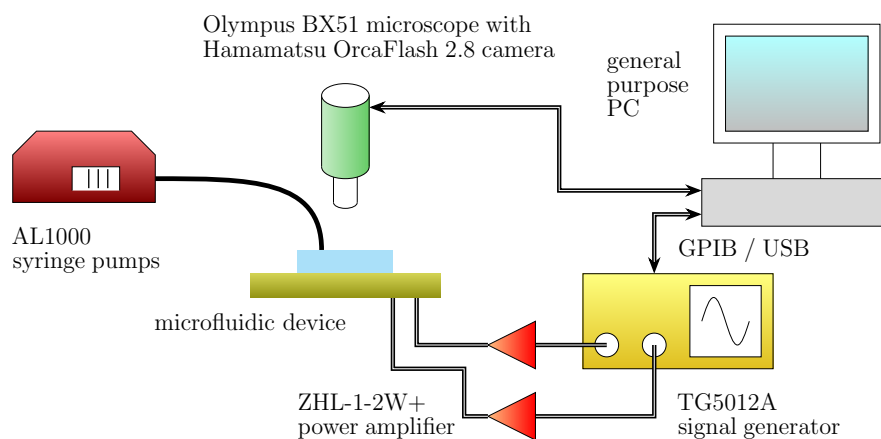 Olympus BX51 microscope with
Hamamatsu OrcaFlash 2.8 camera
general
purpose
PC
AL1000
syringe pumps
GPIB / USB
microfluidic device
ZHL-1-2W+
power amplifier
TG5012A
signal generator